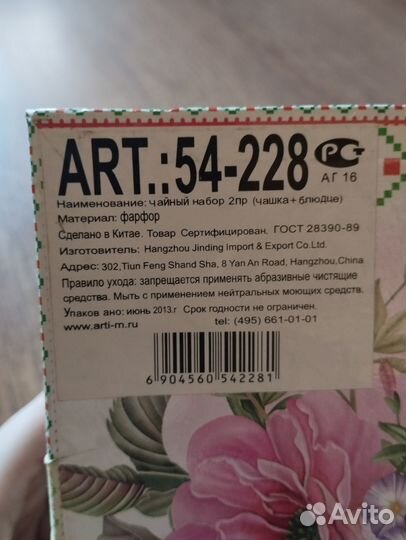 ART.:54-228
РСТ
АГ 16
Наименование: чайный набор 2пр (чашка+блюдце)
Материал: фарфор
Сделано в Китае. Товар Сертифицирован. ГОСТ 28390-89
Изготовитель: Hangzhou Jinding Import & Export Co.Ltd.
Адрес: 302,Tiun Feng Shand Sha, 8 Yan An Road, Hangzhou,China
Правило ухода: запрещается применять абразивные чистящие
средства. Мыть с применением нейтральных моющих средств.
Упаков ано: июнь 2013.г Срок годности не ограничен.
www.arti-m.ru tel: (495) 661-01-01
6 904560 542281
Avito